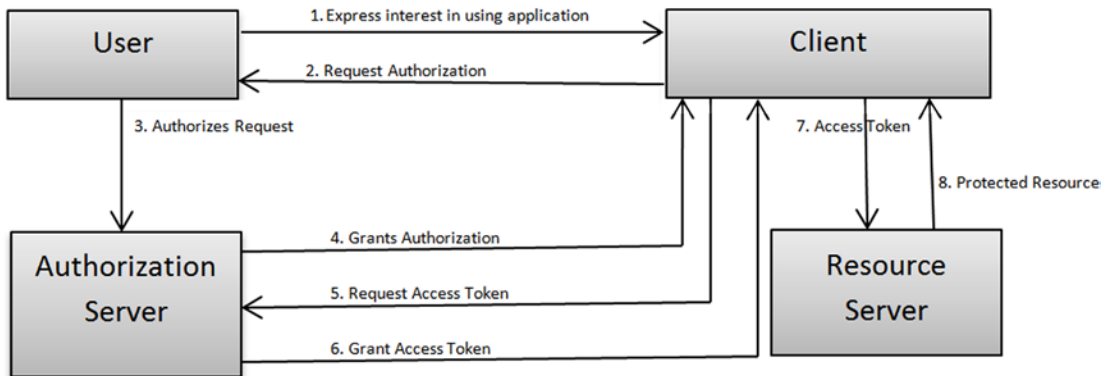 1. Express interest in using application
User
Client
2. Request Authorization
3. Authorizes Request
7. Access Token
8. Protected Resource
4. Grants Authorization
Authorization
Server
Resource
Server
5. Request Access Token
6. Grant Access Token